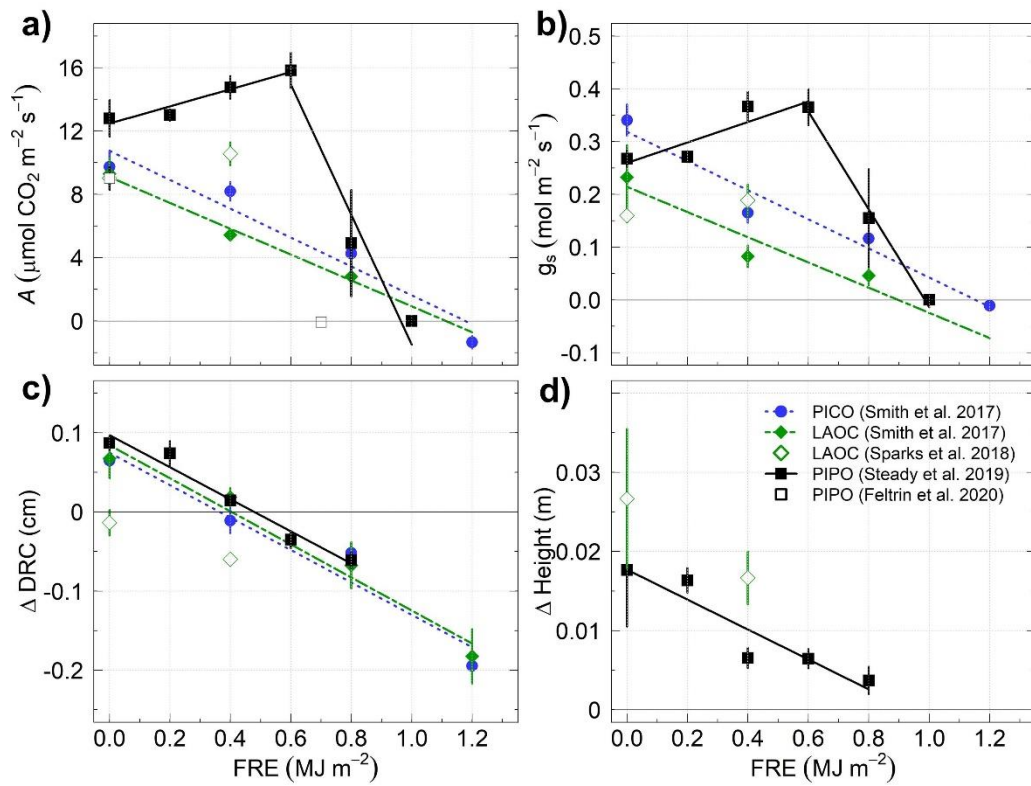 a)
A (μmol CO₂ m⁻² s⁻¹)
16
12
8
4
0
b)
gₛ (mol m⁻² s⁻¹)
0.5
0.4
0.3
0.2
0.1
0.0
−0.1
c)
Δ DRC (cm)
0.1
0
−0.1
−0.2
0.0 0.2 0.4 0.6 0.8 1.0 1.2
FRE (MJ m⁻²)
d)
Δ Height (m)
0.03
0.02
0.01
0
PICO (Smith et al. 2017)
LAOC (Smith et al. 2017)
LAOC (Sparks et al. 2018)
PIPO (Steady et al. 2019)
PIPO (Feltrin et al. 2020)
0.0 0.2 0.4 0.6 0.8 1.0 1.2
FRE (MJ m⁻²)